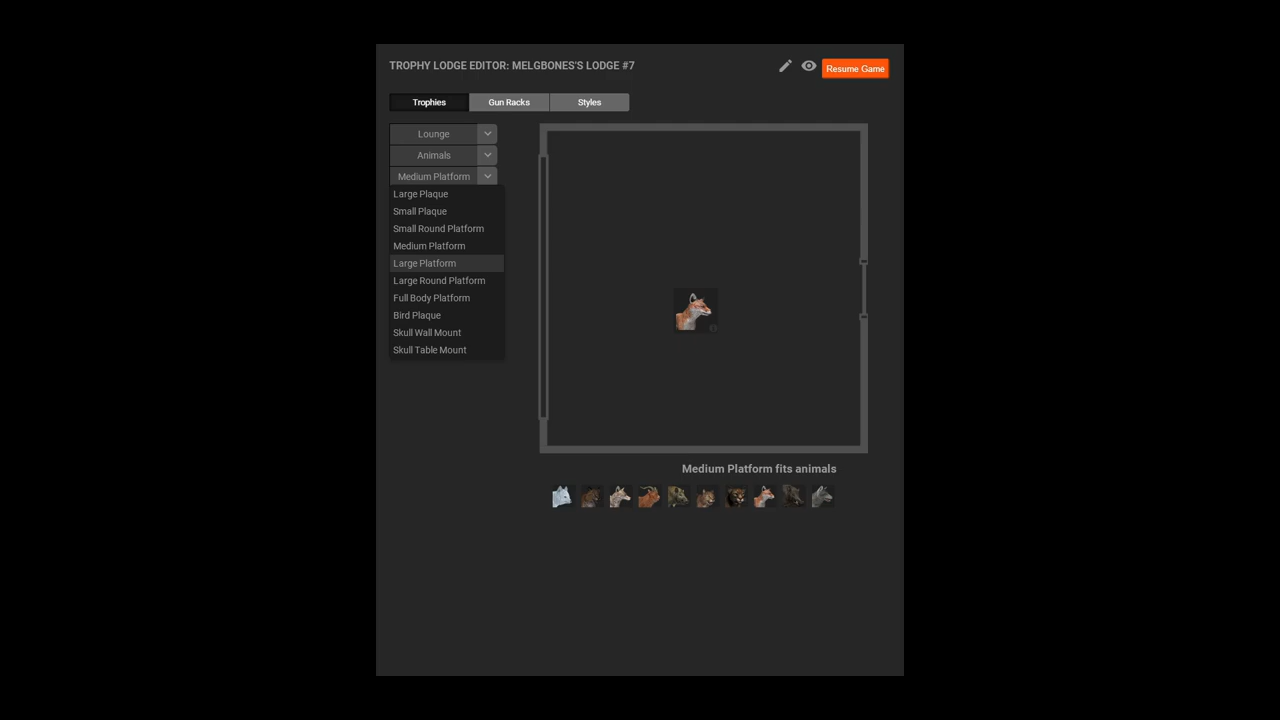 TROPHY LODGE EDITOR: MELGBONES'S LODGE #7
Resume Game
Trophies
Gun Racks
Styles
Lounge
Animals
Medium Platform
Large Plaque
Small Plaque
Small Round Platform
Medium Platform
Large Platform
Large Round Platform
Full Body Platform
Bird Plaque
Skull Wall Mount
Skull Table Mount
Medium Platform fits animals